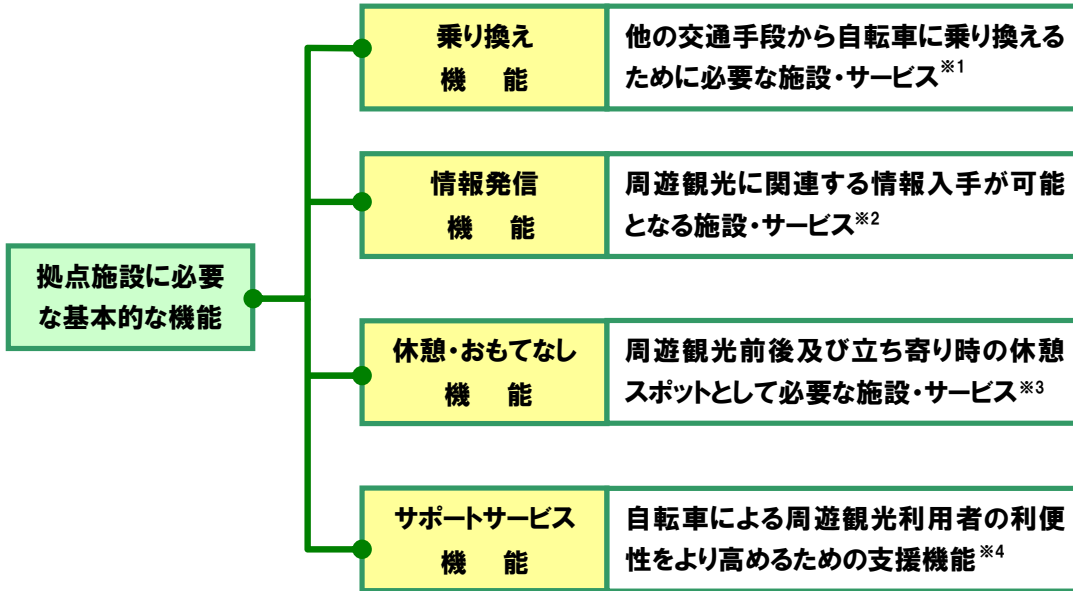 拠点施設に必要
な基本的な機能
乗り換え
機　能
他の交通手段から自転車に乗り換える
ために必要な施設・サービス※1
情報発信
機　能
周遊観光に関連する情報入手が可能
となる施設・サービス※2
休憩・おもてなし
機　能
周遊観光前後及び立ち寄り時の休憩
スポットとして必要な施設・サービス※3
サポートサービス
機　能
自転車による周遊観光利用者の利便
性をより高めるための支援機能※4